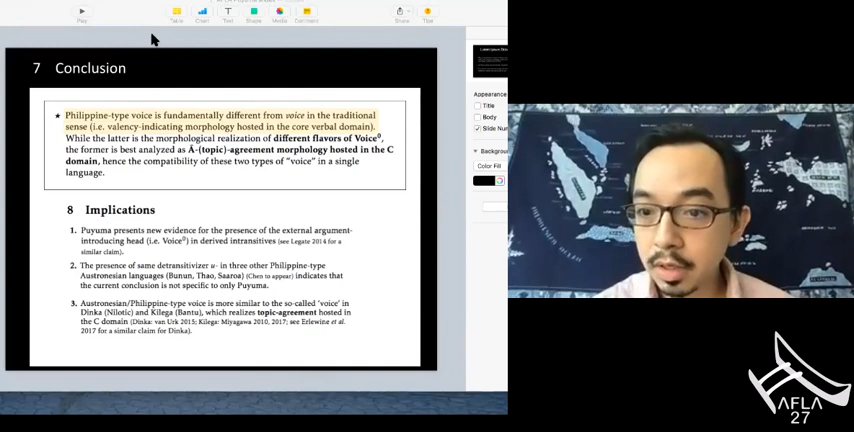 Play
Table
Chart
Text
Shape
Media
Comment
Share
Tips
7 Conclusion
★ Philippine-type voice is fundamentally different from voice in the traditional
sense (i.e. valency-indicating morphology hosted in the core verbal domain).
While the latter is the morphological realization of different flavors of Voice⁰,
the former is best analyzed as Ā-(topic)-agreement morphology hosted in the C
domain, hence the compatibility of these two types of "voice" in a single
language.
8 Implications
1. Puyuma presents new evidence for the presence of the external argument-
introducing head (i.e. Voice⁰) in derived intransitives (see Legate 2014 for a
similar claim).
2. The presence of same detransitivizer u- in three other Philippine-type
Austronesian languages (Bunun, Thao, Saaroa) (Chen to appear) indicates that
the current conclusion is not specific to only Puyuma.
3. Austronesian/Philippine-type voice is more similar to the so-called 'voice' in
Dinka (Nilotic) and Kilega (Bantu), which realizes topic-agreement hosted in
the C domain (Dinka: van Urk 2015; Kilega: Miyagawa 2010, 2017; see Erlewine et al.
2017 for a similar claim for Dinka).
Appearance
Title
Body
Slide Num
Backgrou
Color Fill
AFLA
27